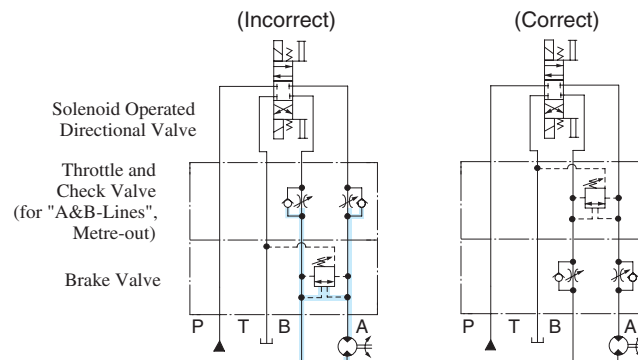 (Incorrect)
(Correct)
Solenoid Operated
Directional Valve
Throttle and
Check Valve
(for "A&B-Lines",
Metre-out)
Brake Valve
P T B A
P T B A